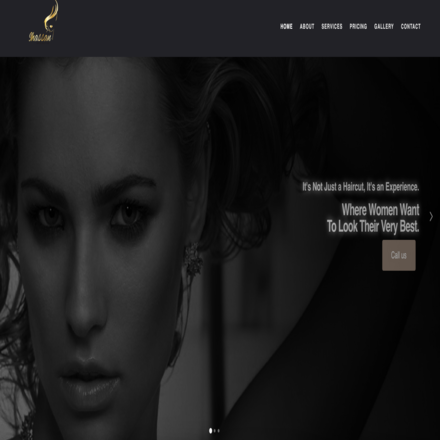 Ghassan
HOME ABOUT SERVICES PRICING GALLERY CONTACT
It's Not Just a Haircut, It's an Experience.
Where Women Want
To Look Their Very Best.
Call us